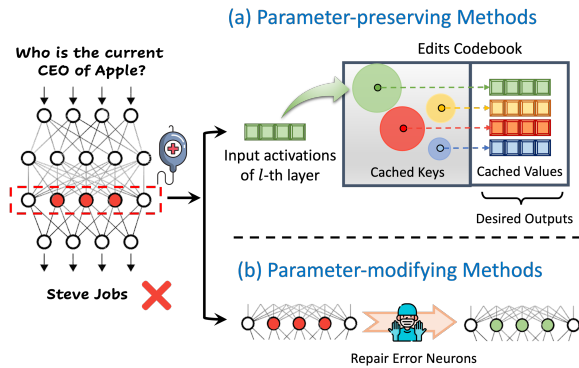 (a) Parameter-preserving Methods
Who is the current
CEO of Apple?
Edits Codebook
Input activations
of l-th layer
Cached Keys
Cached Values
Desired Outputs
Steve Jobs
(b) Parameter-modifying Methods
Repair Error Neurons